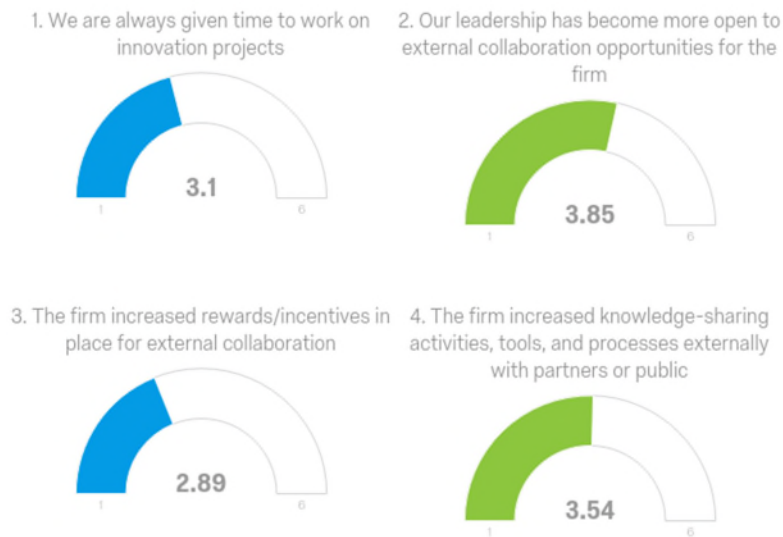 1. We are always given time to work on
innovation projects
3.1
1
6
2. Our leadership has become more open to
external collaboration opportunities for the
firm
3.85
1
6
3. The firm increased rewards/incentives in
place for external collaboration
2.89
1
6
4. The firm increased knowledge-sharing
activities, tools, and processes externally
with partners or public
3.54
1
6